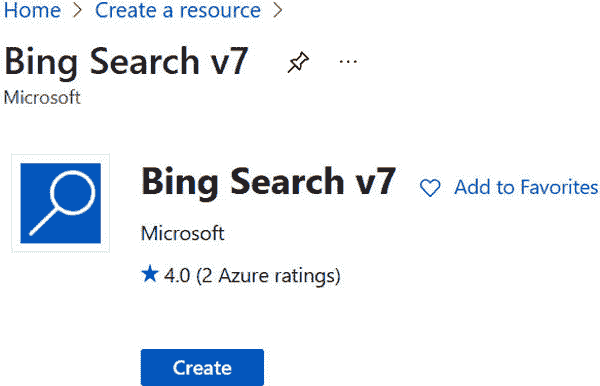 Home > Create a resource >
Bing Search v7 ...
Microsoft
Bing Search v7 Add to Favorites
Microsoft
4.0 (2 Azure ratings)
Create